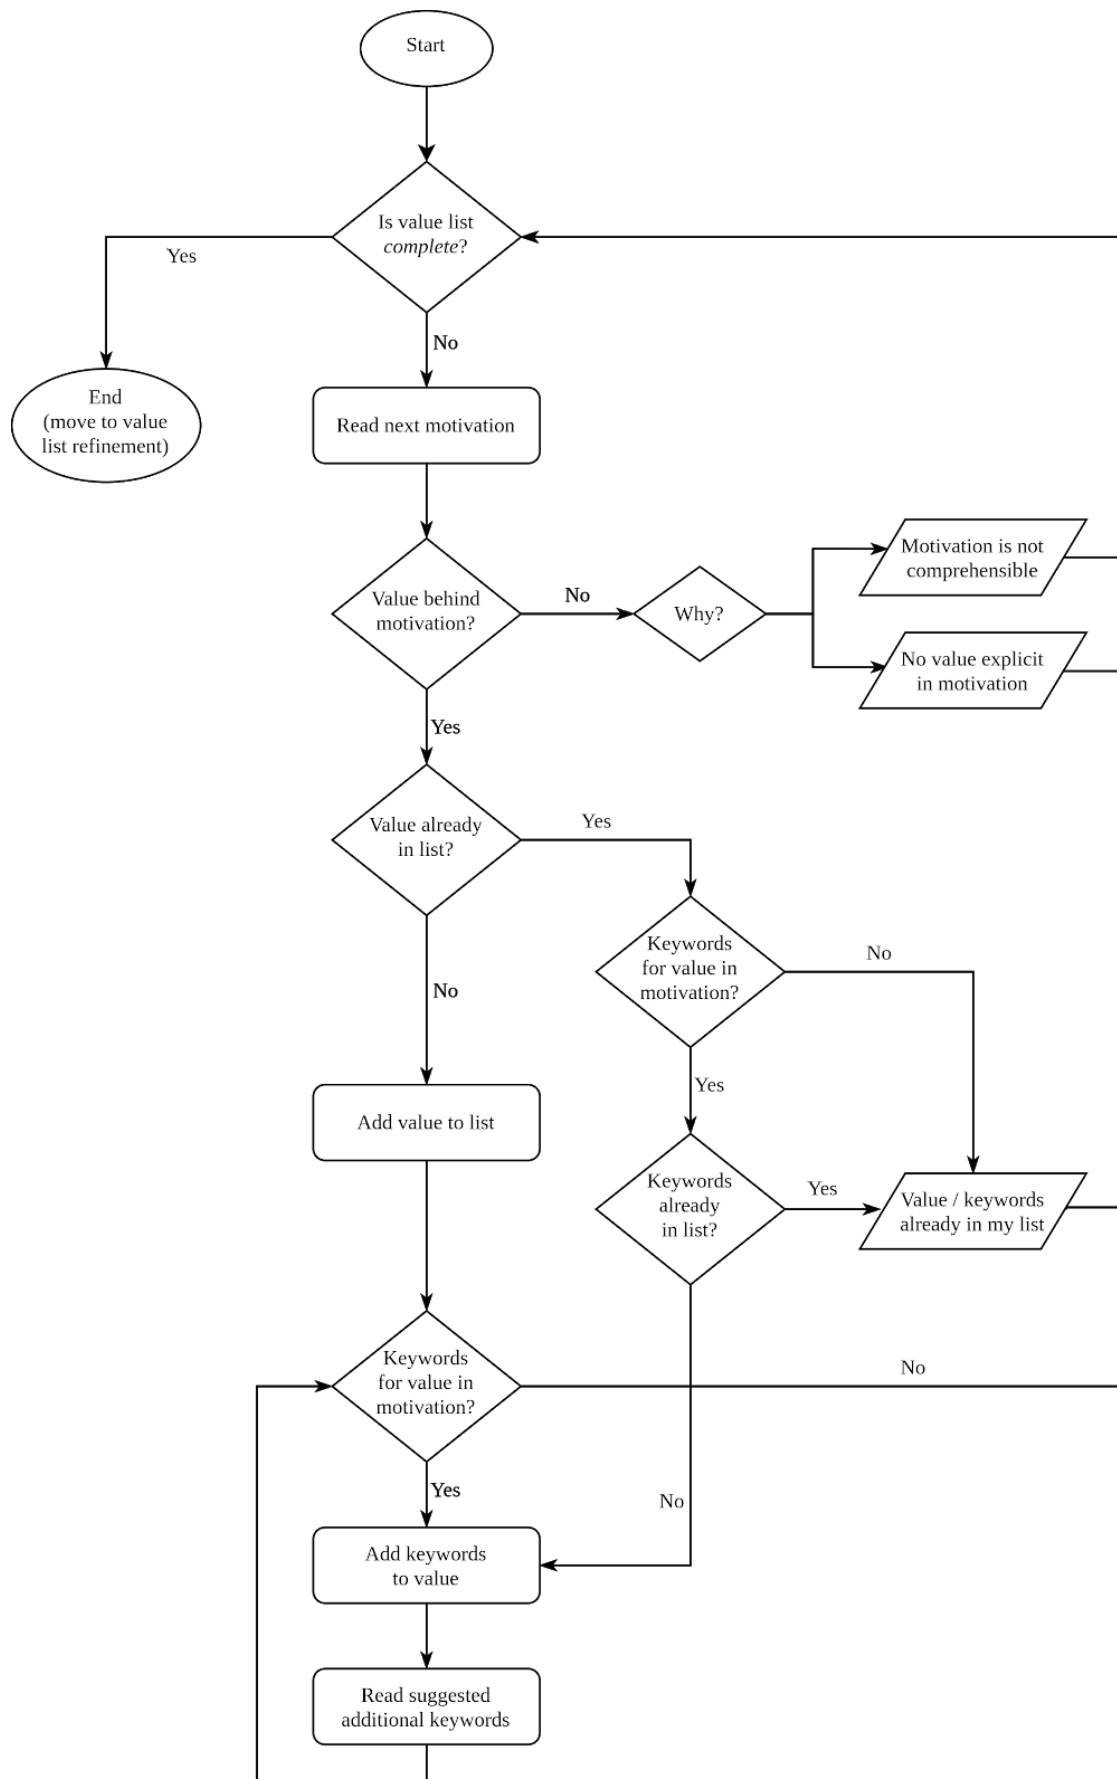 Start
Is value list
complete?
Yes
No
End
(move to value
list refinement)
Read next motivation
Value behind
motivation?
No
Why?
Motivation is not
comprehensible
No value explicit
in motivation
Yes
Value already
in list?
Yes
Keywords
for value in
motivation?
No
No
Yes
Add value to list
Keywords
already
in list?
Yes
Value / keywords
already in my list
Keywords
for value in
motivation?
No
Yes
No
Add keywords
to value
Read suggested
additional keywords